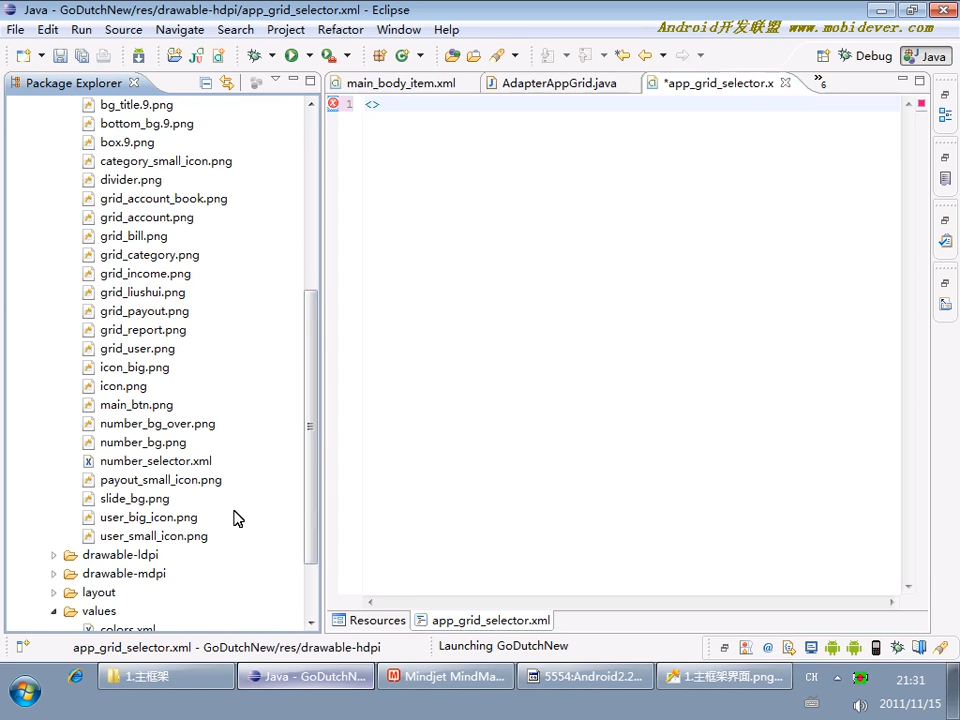 Java - GoDutchNew/res/drawable-hdpi/app_grid_selector.xml - Eclipse
File Edit Run Source Navigate Search Project Refactor Window Help
Android开发联盟 www.mobidever.com
Debug Java
Package Explorer
main_body_item.xml
AdapterAppGrid.java
*app_grid_selector.x
»6
1 <>
bg_title.9.png
bottom_bg.9.png
box.9.png
category_small_icon.png
divider.png
grid_account_book.png
grid_account.png
grid_bill.png
grid_category.png
grid_income.png
grid_liushui.png
grid_payout.png
grid_report.png
grid_user.png
icon_big.png
icon.png
main_btn.png
number_bg_over.png
number_bg.png
number_selector.xml
payout_small_icon.png
slide_bg.png
user_big_icon.png
user_small_icon.png
drawable-ldpi
drawable-mdpi
layout
values
colors.xml
Resources
app_grid_selector.xml
app_grid_selector.xml - GoDutchNew/res/drawable-hdpi
Launching GoDutchNew
1.主框架
Java - GoDutchN...
Mindjet MindMa...
5554:Android2.2...
1.主框架界面.png...
CH
21:31
2011/11/15